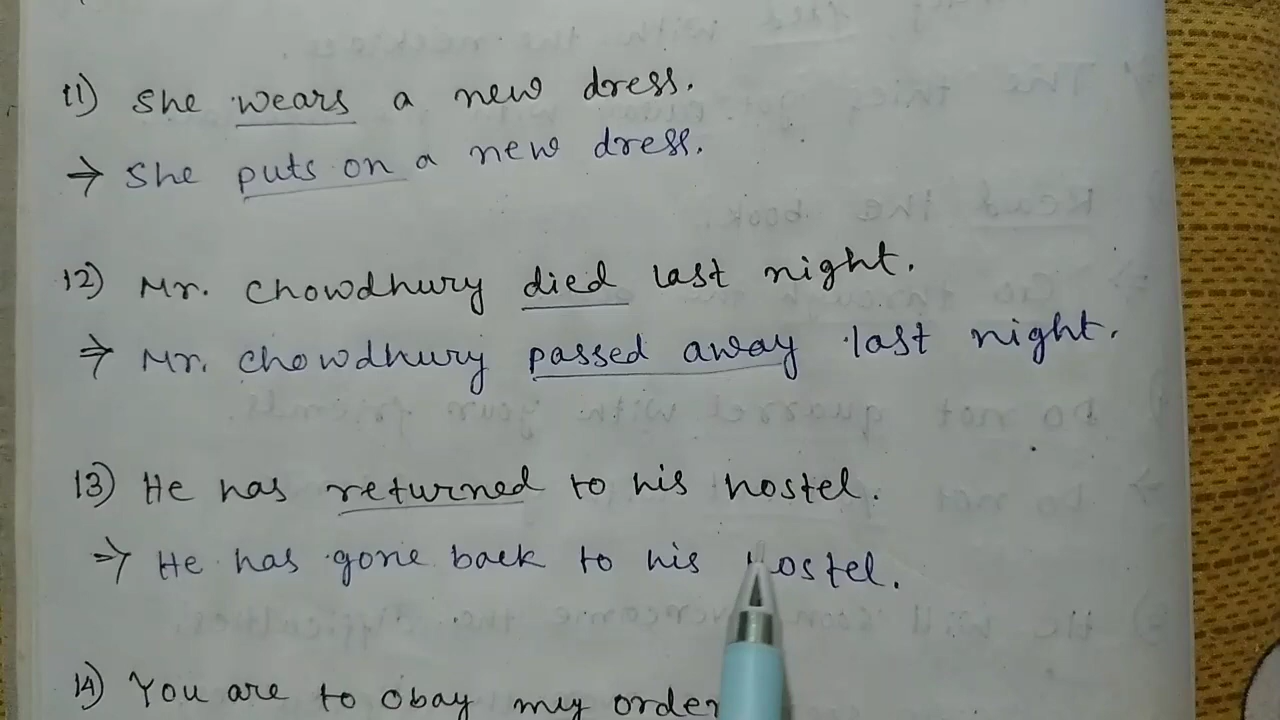 11) She wears a new dress.
→ She puts on a new dress.
12) Mr. Chowdhury died last night.
⇒ Mr. Chowdhury passed away last night.
13) He has returned to his hostel.
⇒ He has gone back to his hostel.
14) You are to obay my order